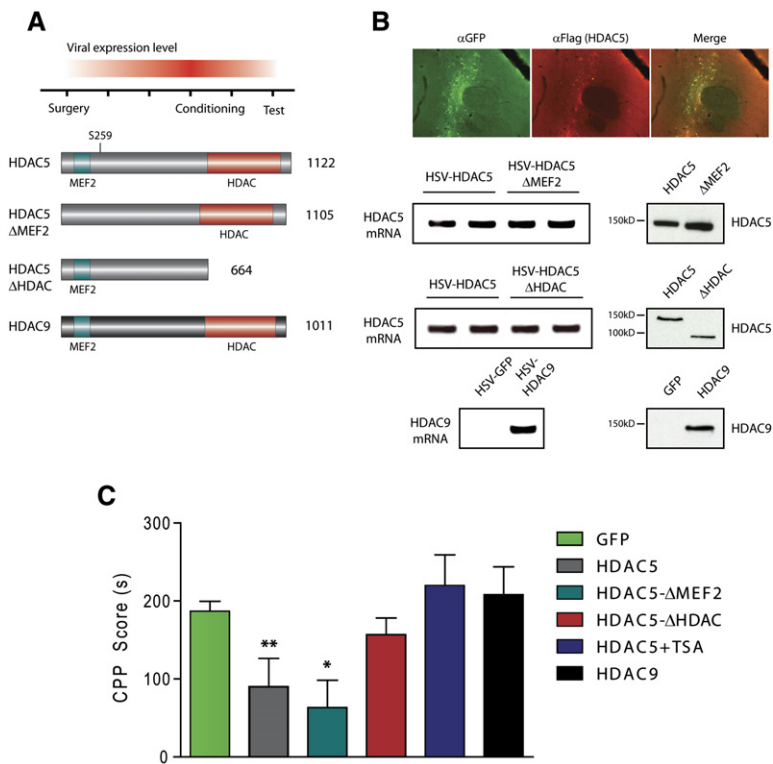 A
Viral expression level
Surgery Conditioning Test
S259
HDAC5 1122
MEF2 HDAC
HDAC5
ΔMEF2 1105
HDAC
HDAC5
ΔHDAC 664
MEF2
HDAC9 1011
MEF2 HDAC
B
αGFP αFlag (HDAC5) Merge
HSV-HDAC5 HSV-HDAC5
ΔMEF2
HDAC5
mRNA
HDAC5 ΔMEF2
150kD HDAC5
HSV-HDAC5 HSV-HDAC5
ΔHDAC
HDAC5
mRNA
HDAC5 ΔHDAC
150kD
100kD
HDAC5
HSV-GFP HSV-
HDAC9
HDAC9
mRNA
GFP HDAC9
150kD HDAC9
C
CPP Score (s)
300
200
100
0
** *
GFP
HDAC5
HDAC5-ΔMEF2
HDAC5-ΔHDAC
HDAC5+TSA
HDAC9